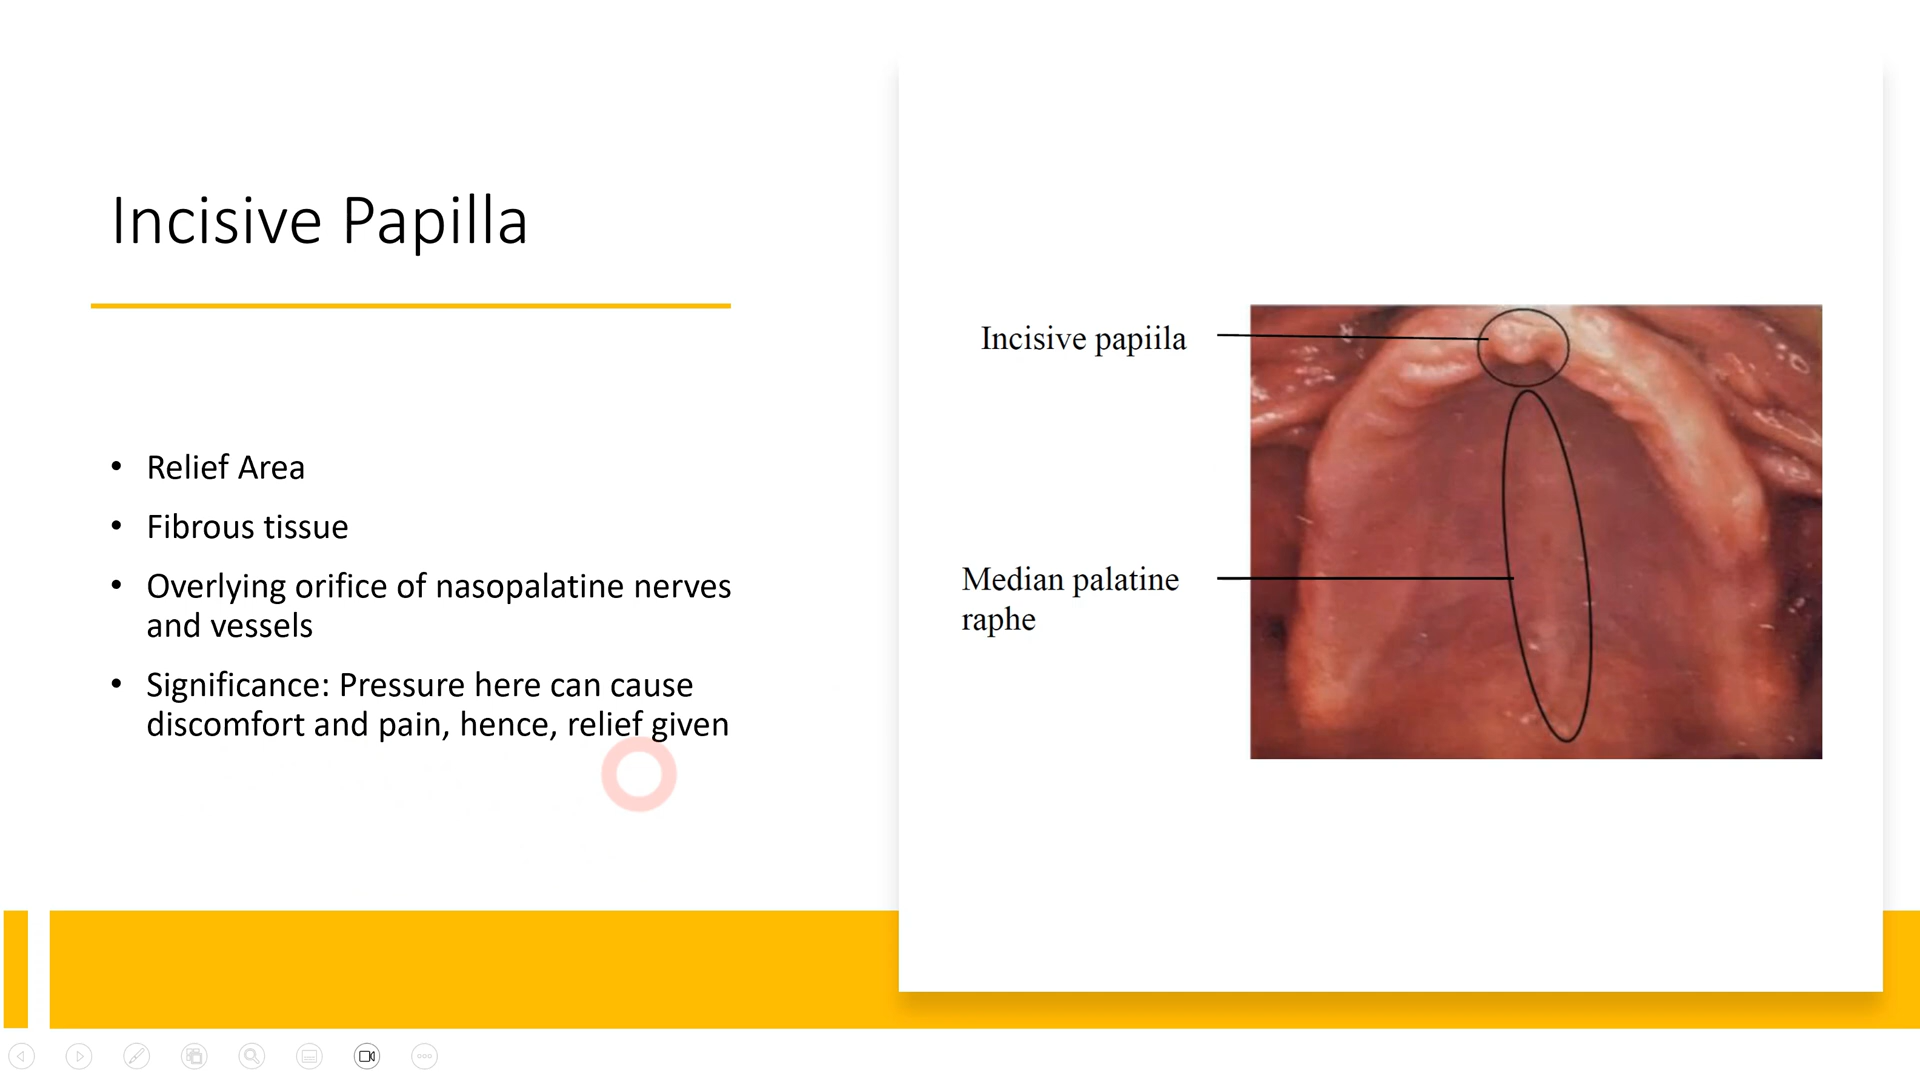 Incisive Papilla
• Relief Area
• Fibrous tissue
• Overlying orifice of nasopalatine nerves
and vessels
• Significance: Pressure here can cause
discomfort and pain, hence, relief given
Incisive papiila
Median palatine
raphe